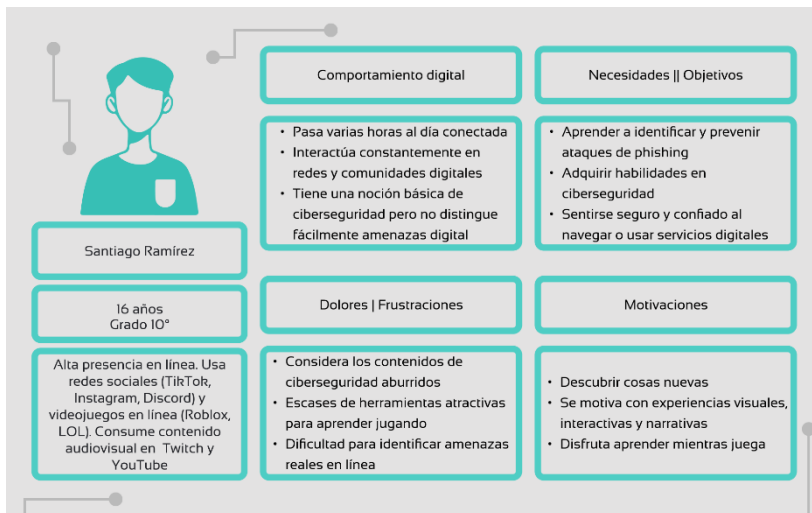 Santiago Ramírez
16 años
Grado 10°
Alta presencia en línea. Usa
redes sociales (TikTok,
Instagram, Discord) y
videojuegos en línea (Roblox,
LOL). Consume contenido
audiovisual en Twitch y
YouTube
Comportamiento digital
• Pasa varias horas al día conectada
• Interactúa constantemente en
redes y comunidades digitales
• Tiene una noción básica de
ciberseguridad pero no distingue
fácilmente amenazas digital
Necesidades || Objetivos
• Aprender a identificar y prevenir
ataques de phishing
• Adquirir habilidades en
ciberseguridad
• Sentirse seguro y confiado al
navegar o usar servicios digitales
Dolores | Frustraciones
• Considera los contenidos de
ciberseguridad aburridos
• Escases de herramientas atractivas
para aprender jugando
• Dificultad para identificar amenazas
reales en línea
Motivaciones
• Descubrir cosas nuevas
• Se motiva con experiencias visuales,
interactivas y narrativas
• Disfruta aprender mientras juega